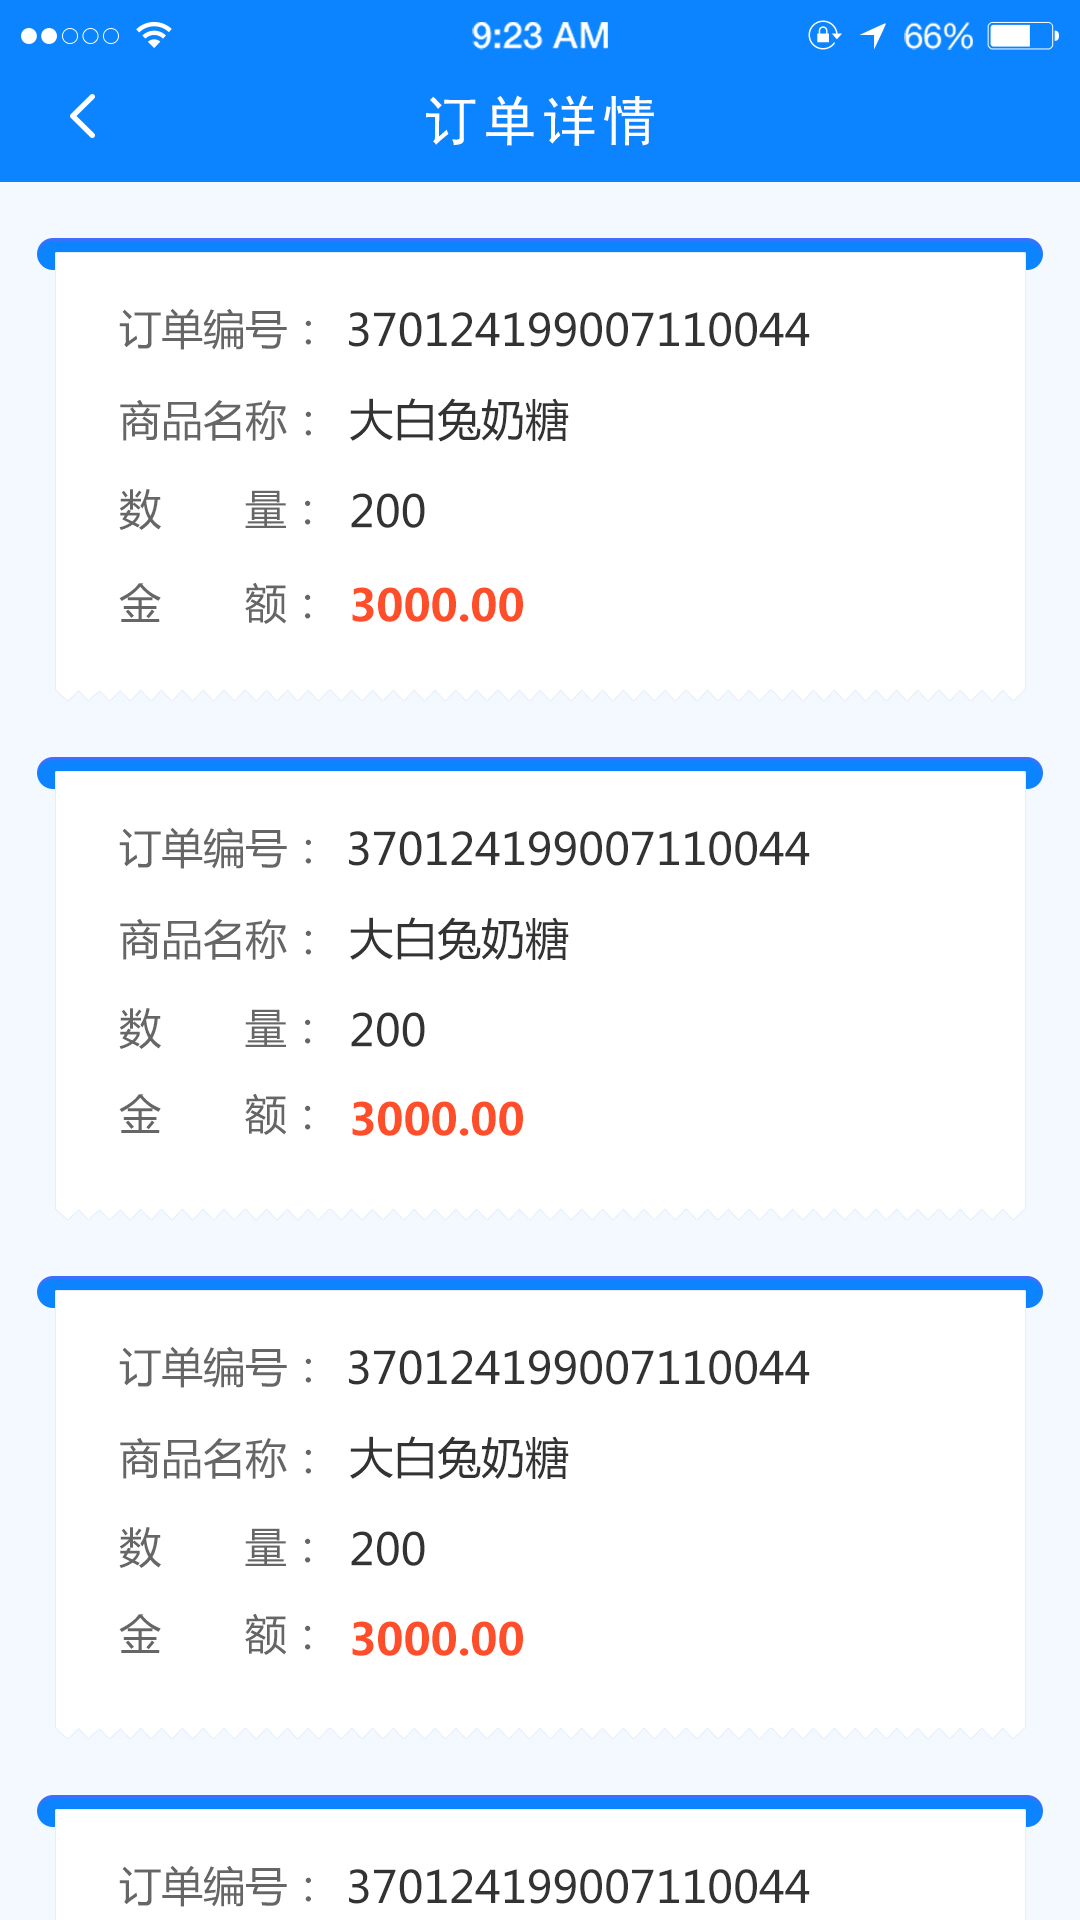 9:23 AM 66%
订单详情
订单编号： 370124199007110044
商品名称： 大白兔奶糖
数　　量： 200
金　　额： 3000.00
订单编号： 370124199007110044
商品名称： 大白兔奶糖
数　　量： 200
金　　额： 3000.00
订单编号： 370124199007110044
商品名称： 大白兔奶糖
数　　量： 200
金　　额： 3000.00
订单编号： 370124199007110044